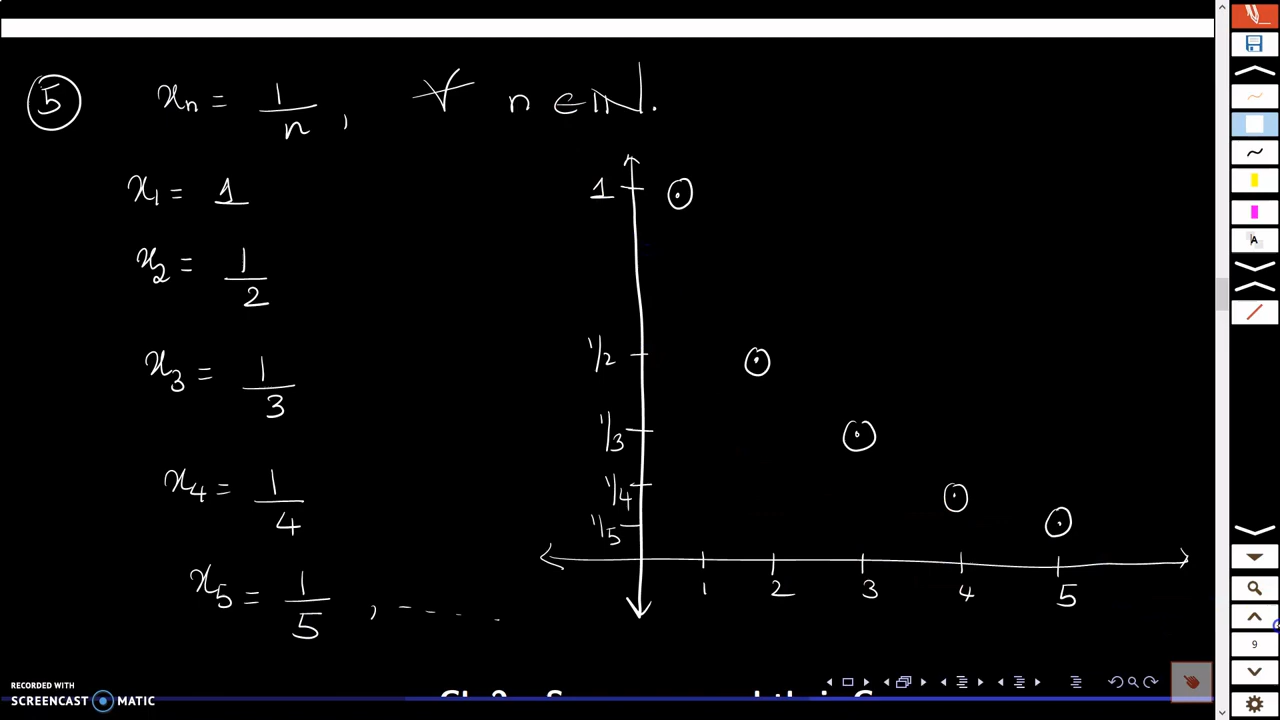 ⑤ xₙ = 1/n , ∀ n ∈ ℕ.
x₁ = 1
x₂ = 1/2
x₃ = 1/3
x₄ = 1/4
x₅ = 1/5 , - - - - -
1
1/2
1/3
1/4
1/5
1 2 3 4 5
A
9
RECORDED WITH
SCREENCAST MATIC